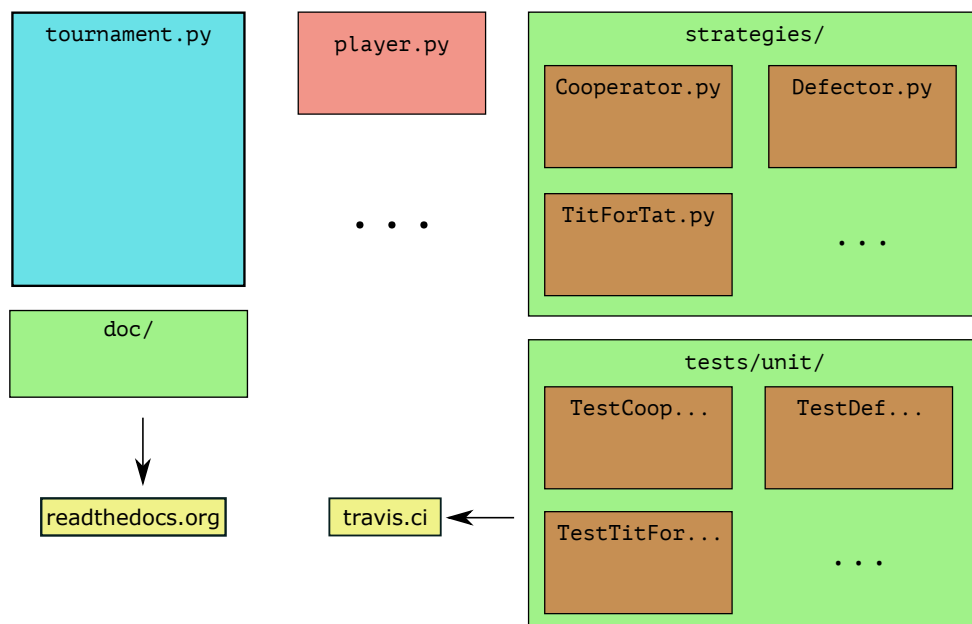 tournament.py
player.py
strategies/
Cooperator.py
Defector.py
TitForTat.py
...
...
doc/
tests/unit/
TestCoop...
TestDef...
readthedocs.org
travis.ci
TestTitFor...
...